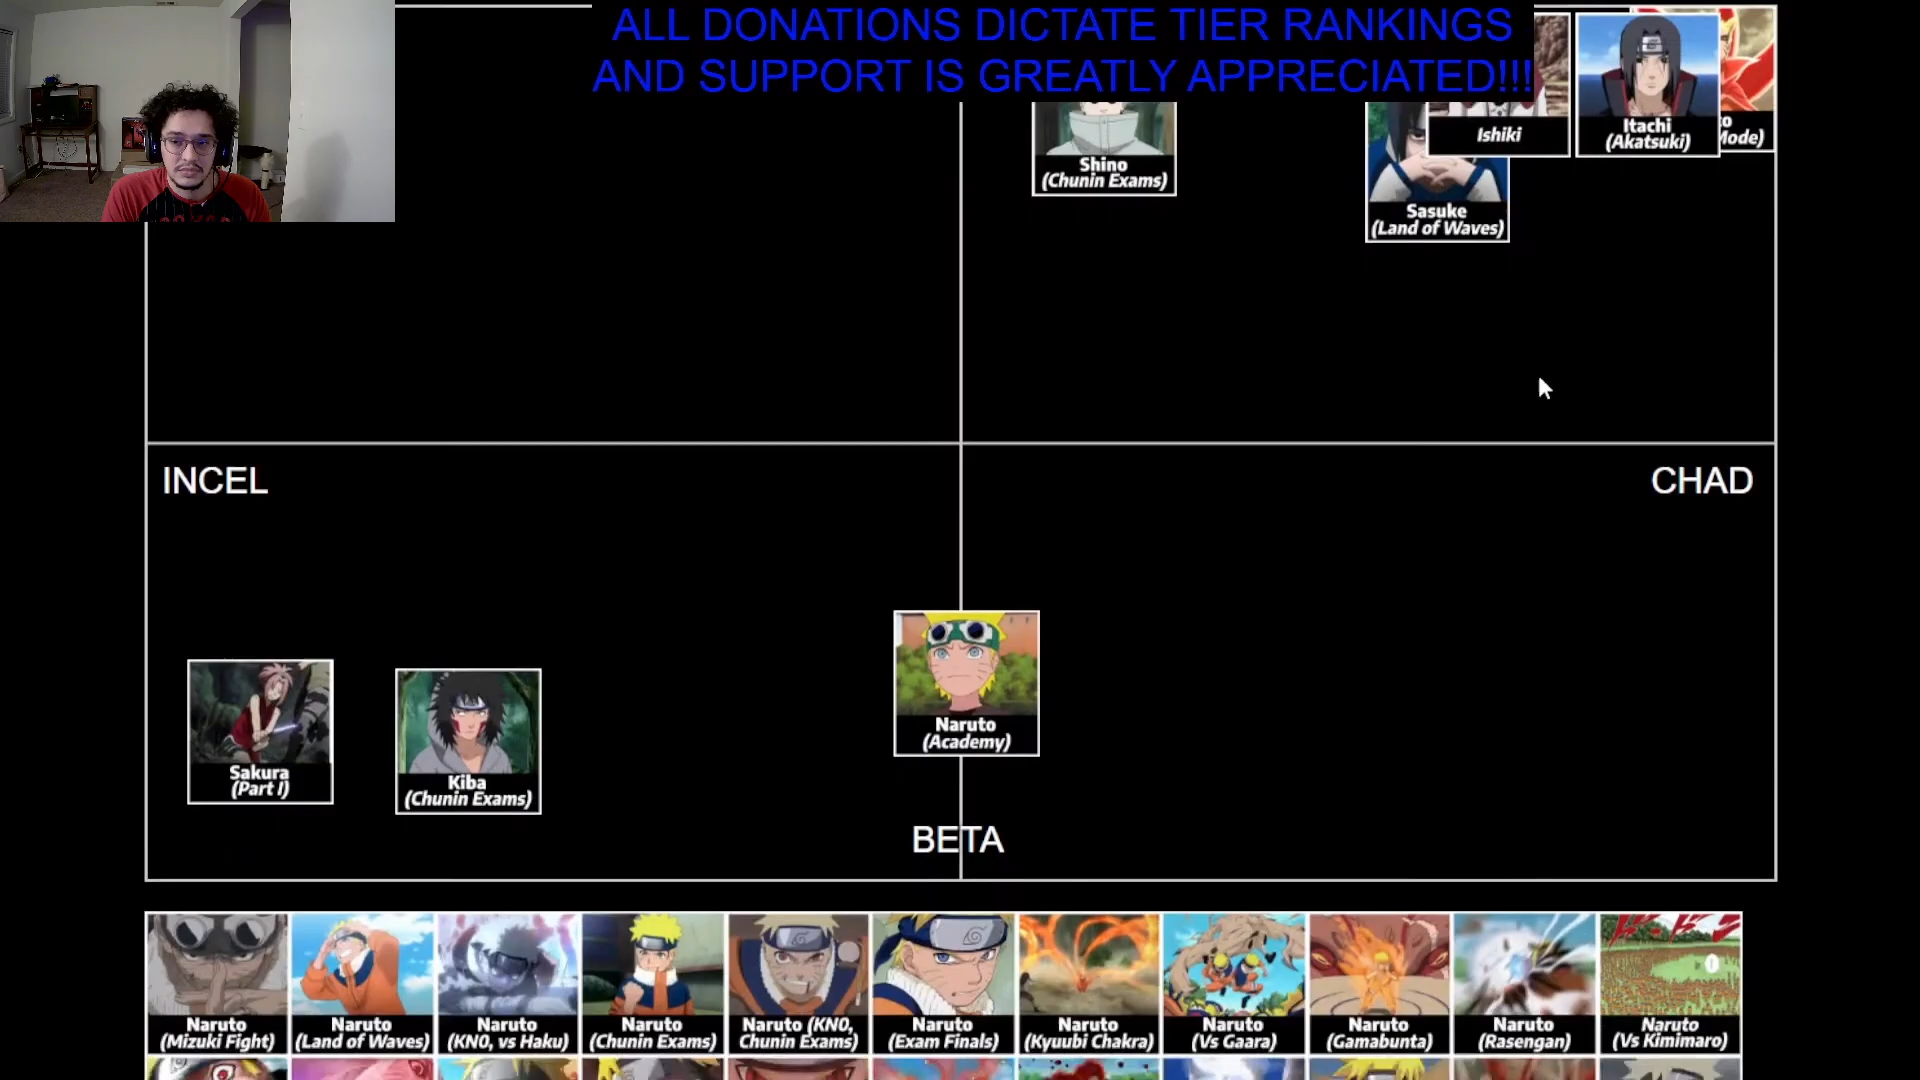 ALL DONATIONS DICTATE TIER RANKINGS
AND SUPPORT IS GREATLY APPRECIATED!!!
Shino
(Chunin Exams)
Sasuke
(Land of Waves)
Ishiki
Itachi
(Akatsuki)
Mode)
INCEL
CHAD
Sakura
(Part I)
Kiba
(Chunin Exams)
Naruto
(Academy)
BETA
Naruto
(Mizuki Fight)
Naruto
(Land of Waves)
Naruto
(KN0, vs Haku)
Naruto
(Chunin Exams)
Naruto (KN0,
Chunin Exams)
Naruto
(Exam Finals)
Naruto
(Kyuubi Chakra)
Naruto
(Vs Gaara)
Naruto
(Gamabunta)
Naruto
(Rasengan)
Naruto
(Vs Kimimaro)